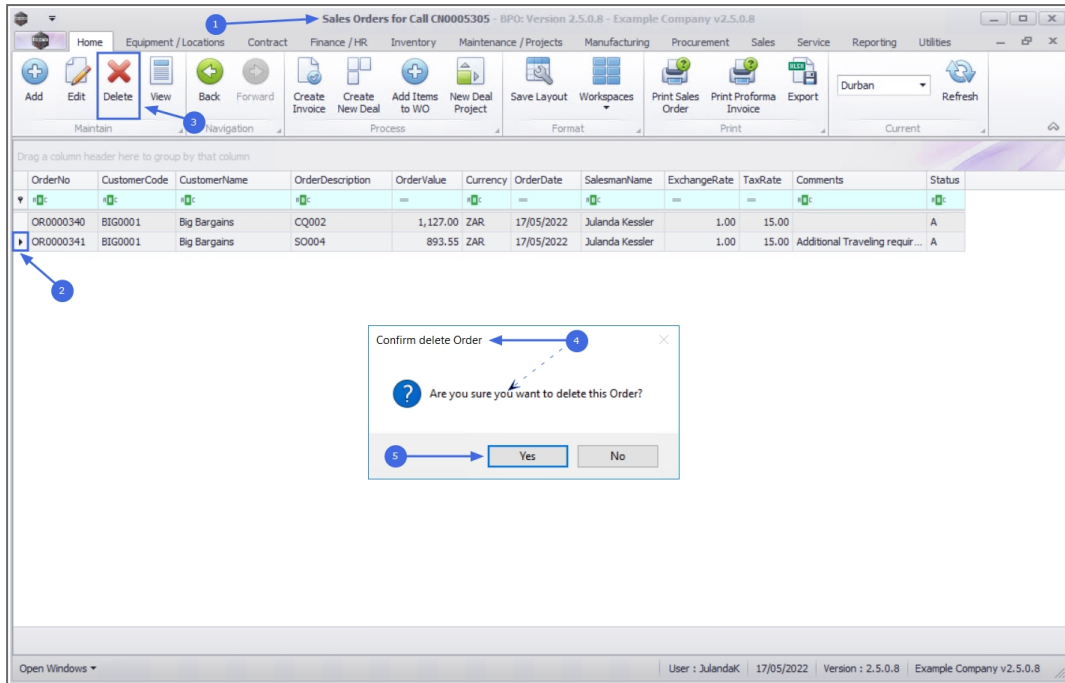 1
Sales Orders for Call CN0005305 - BPO: Version 2.5.0.8 - Example Company v2.5.0.8
Home Equipment / Locations Contract Finance / HR Inventory Maintenance / Projects Manufacturing Procurement Sales Service Reporting Utilities
Add Edit Delete View Back Forward Create Invoice Create New Deal Add Items to WO New Deal Project Save Layout Workspaces Print Sales Order Print Proforma Invoice Export Durban Refresh
3
Maintain Navigation Process Format Print Current
Drag a column header here to group by that column
OrderNo CustomerCode CustomerName OrderDescription OrderValue Currency OrderDate SalesmanName ExchangeRate TaxRate Comments Status
OR0000340 BIG0001 Big Bargains CQ002 1,127.00 ZAR 17/05/2022 Julanda Kessler 1.00 15.00 A
OR0000341 BIG0001 Big Bargains SO004 893.55 ZAR 17/05/2022 Julanda Kessler 1.00 15.00 Additional Traveling requir... A
2
Confirm delete Order
4
Are you sure you want to delete this Order?
5
Yes No
Open Windows User : JulandaK 17/05/2022 Version : 2.5.0.8 Example Company v2.5.0.8